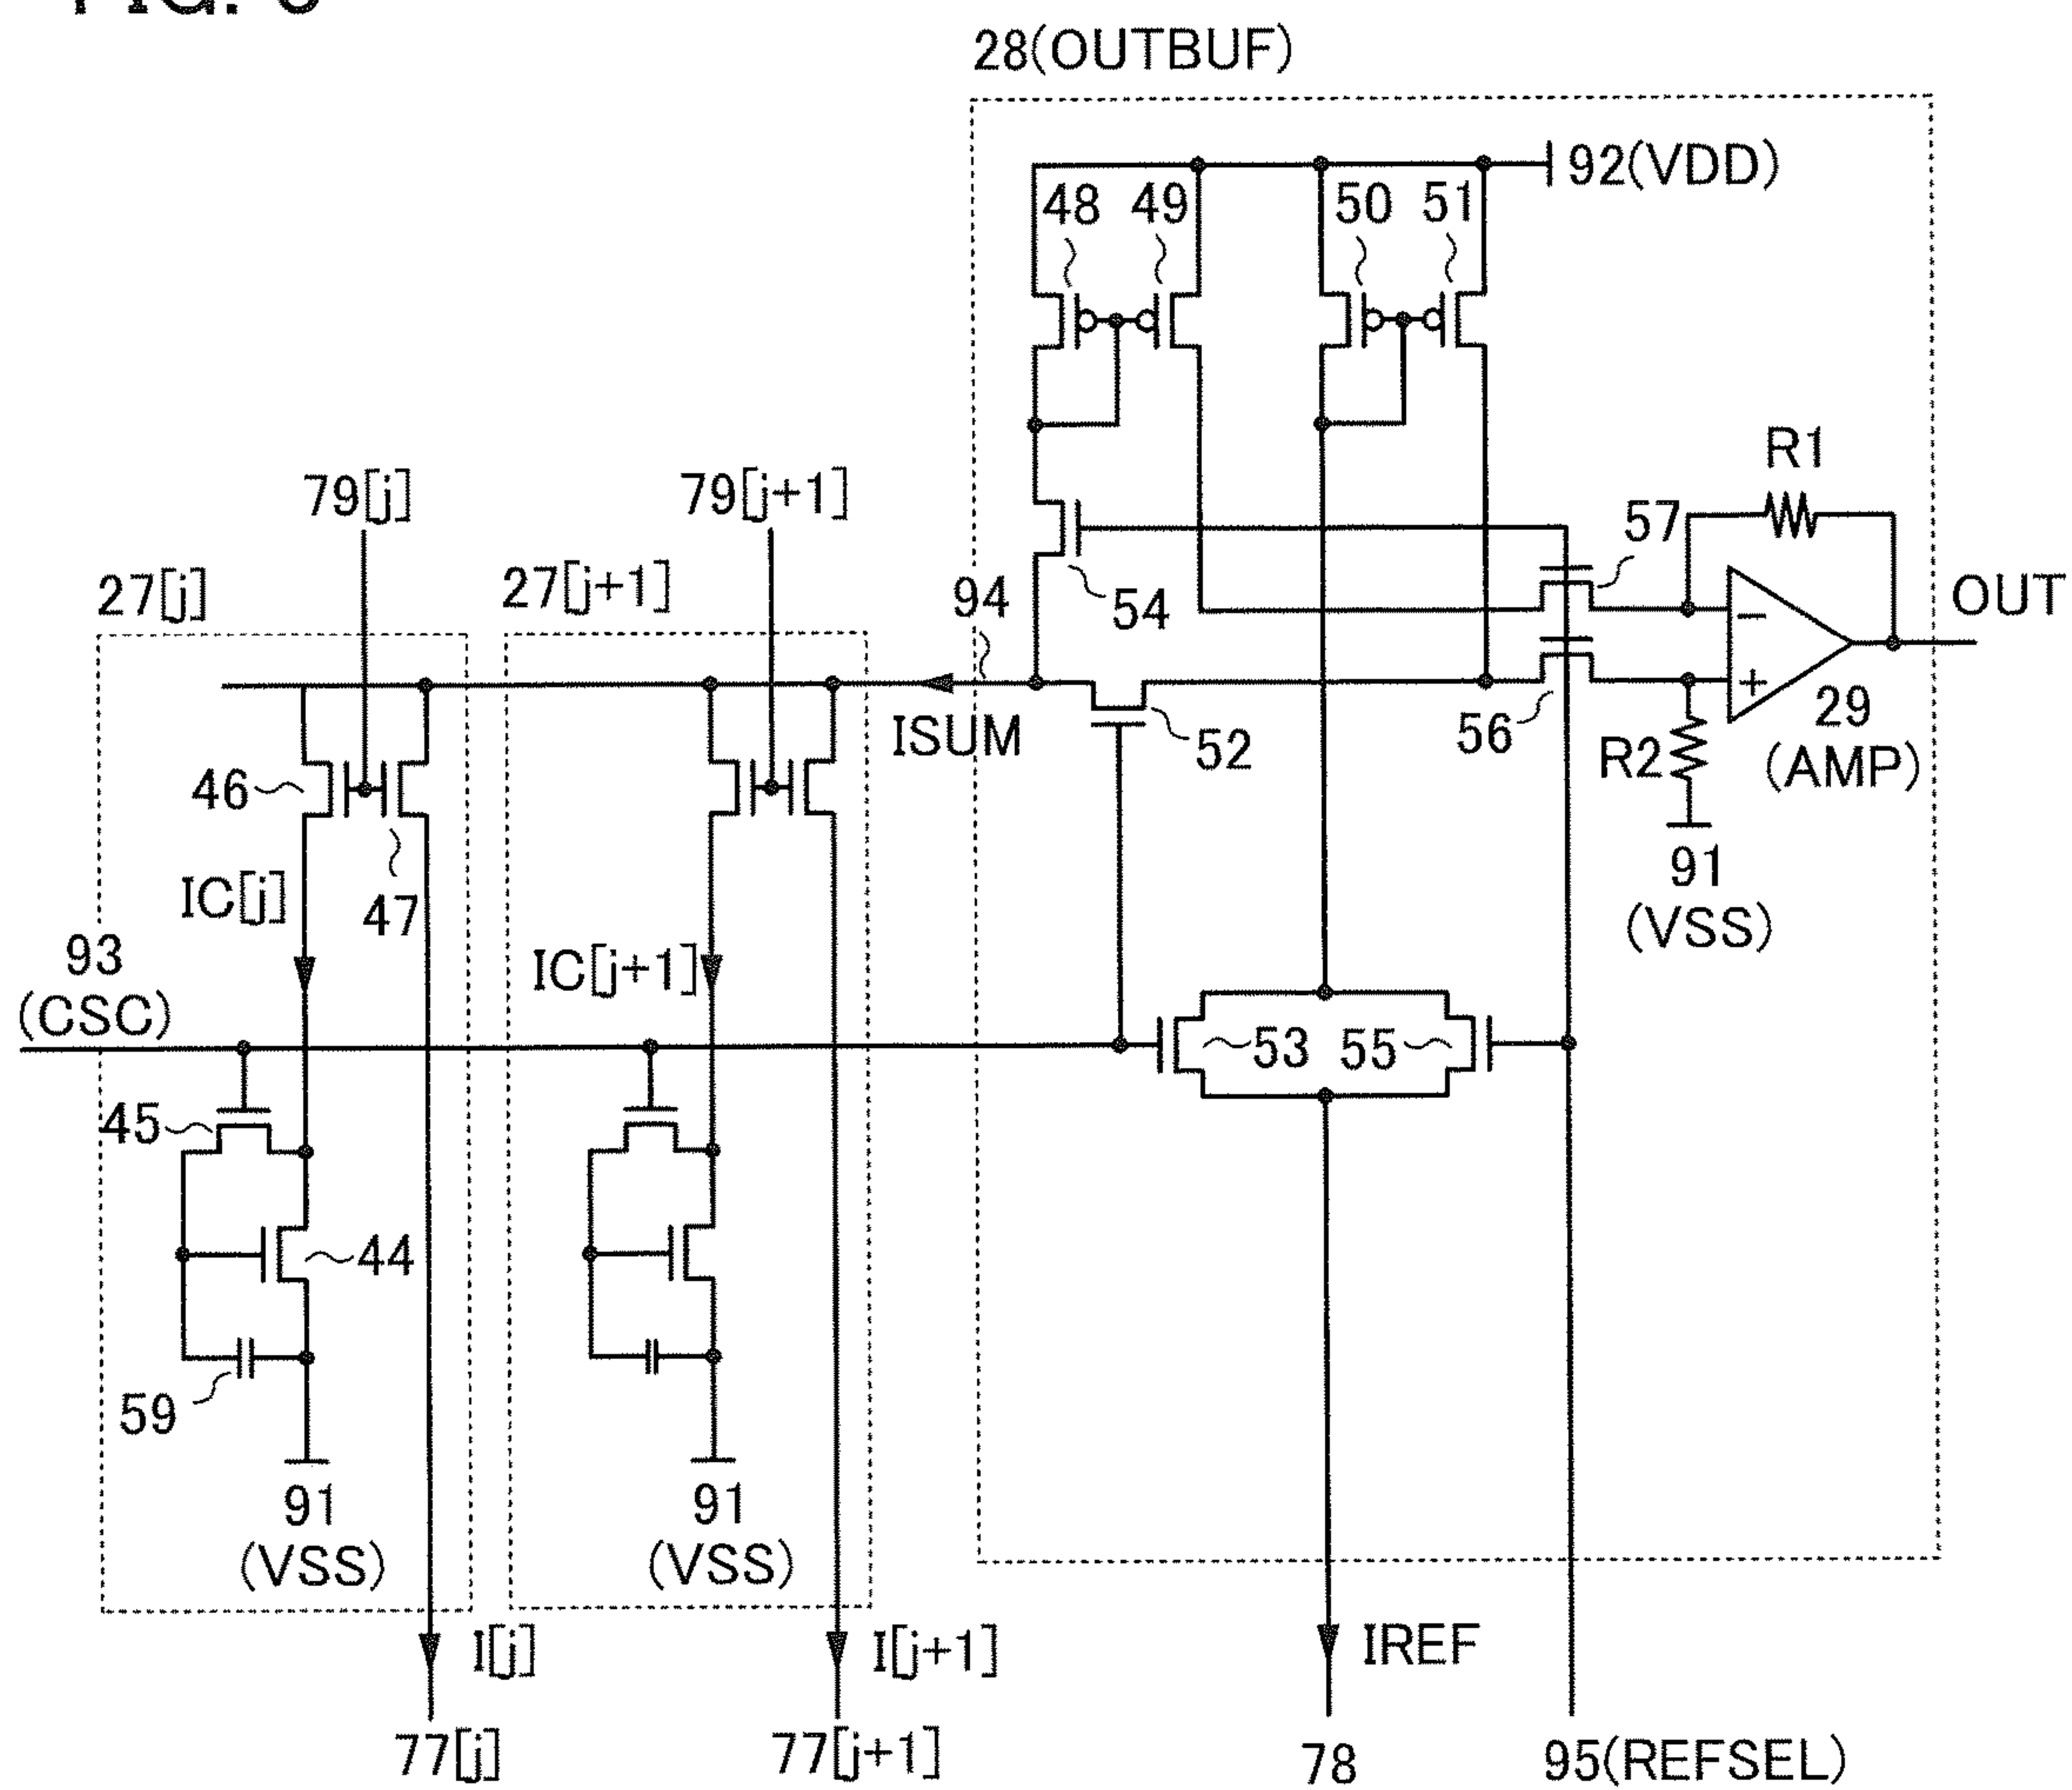 28(OUTBUF)
92(VDD)
48
49
50
51
R1
79[j]
79[j+1]
57
27[j]
27[j+1]
94
54
OUT
ISUM
52
56
R2
29
(AMP)
46
47
IC[j]
91
(VSS)
93
(CSC)
IC[j+1]
53
55
45
44
59
91
(VSS)
91
(VSS)
I[j]
I[j+1]
IREF
77[j]
77[j+1]
78
95(REFSEL)